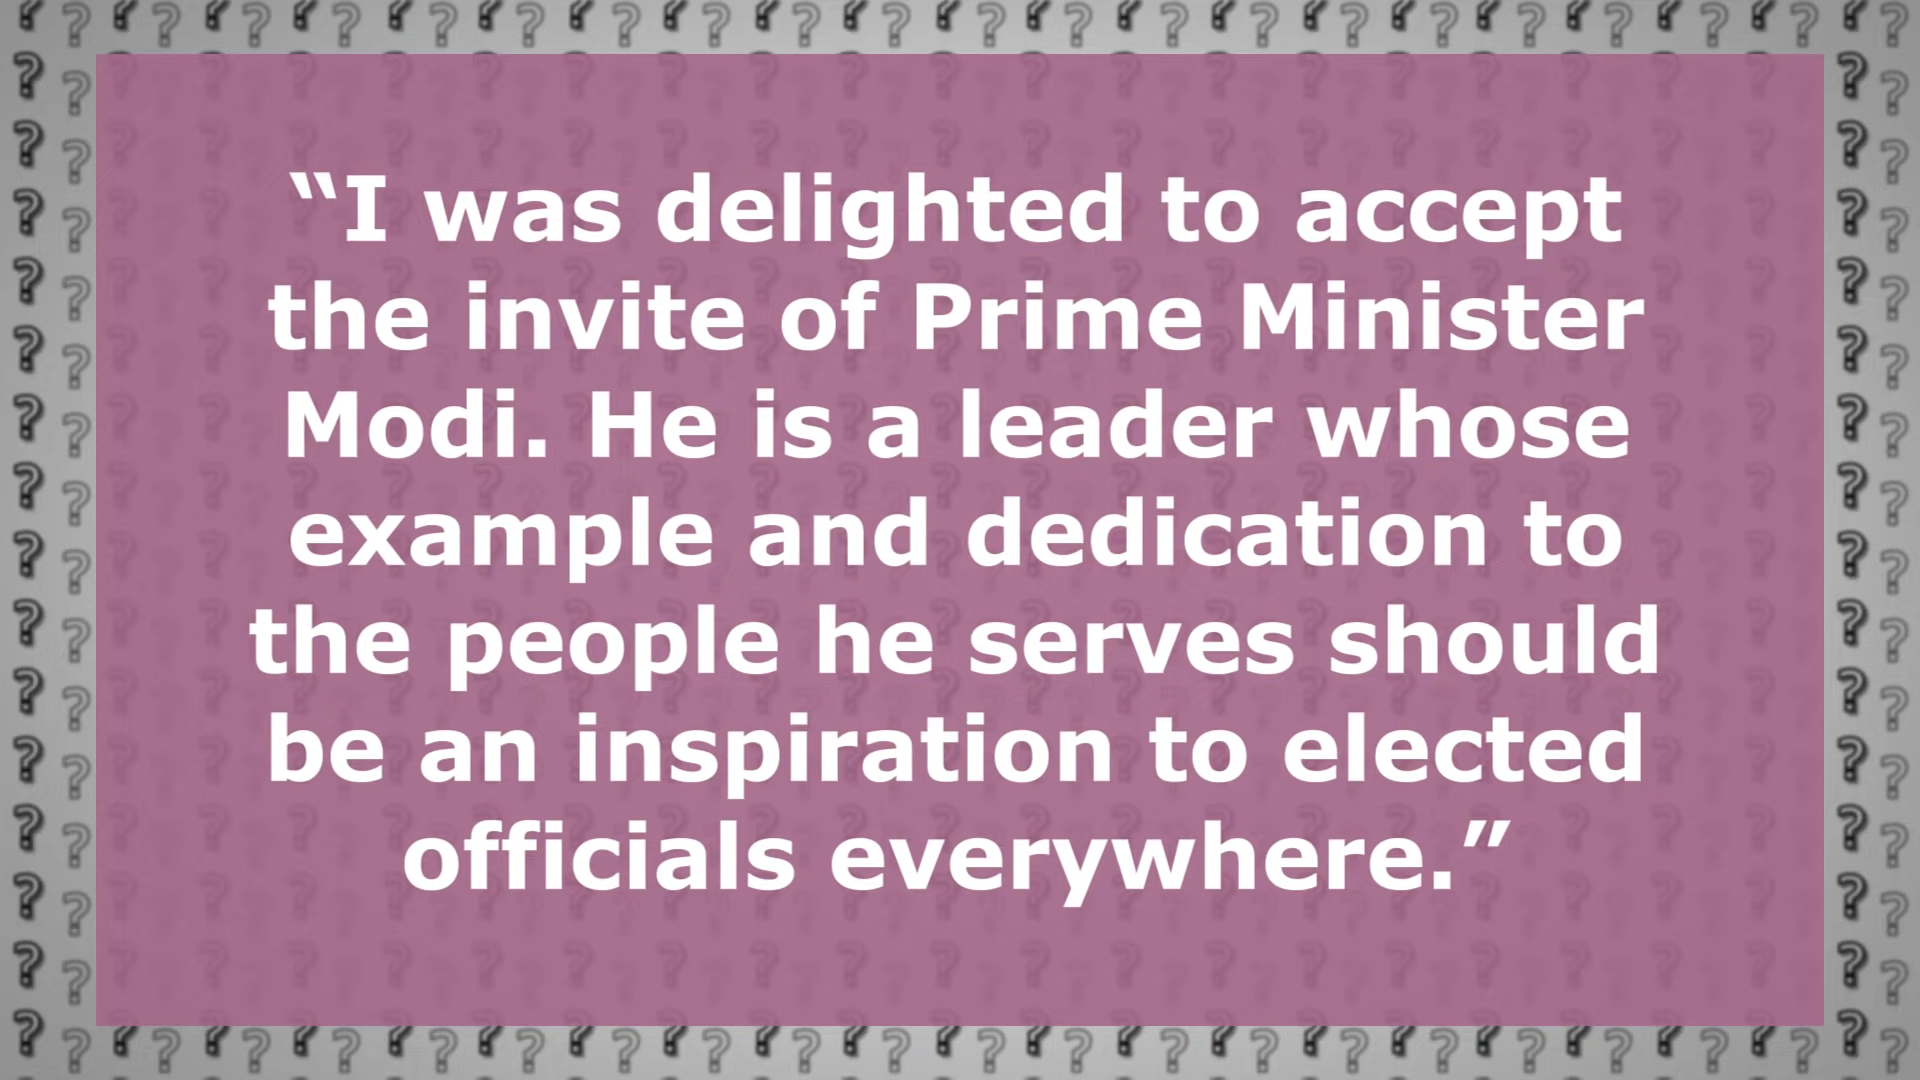 “I was delighted to accept
the invite of Prime Minister
Modi. He is a leader whose
example and dedication to
the people he serves should
be an inspiration to elected
officials everywhere.”